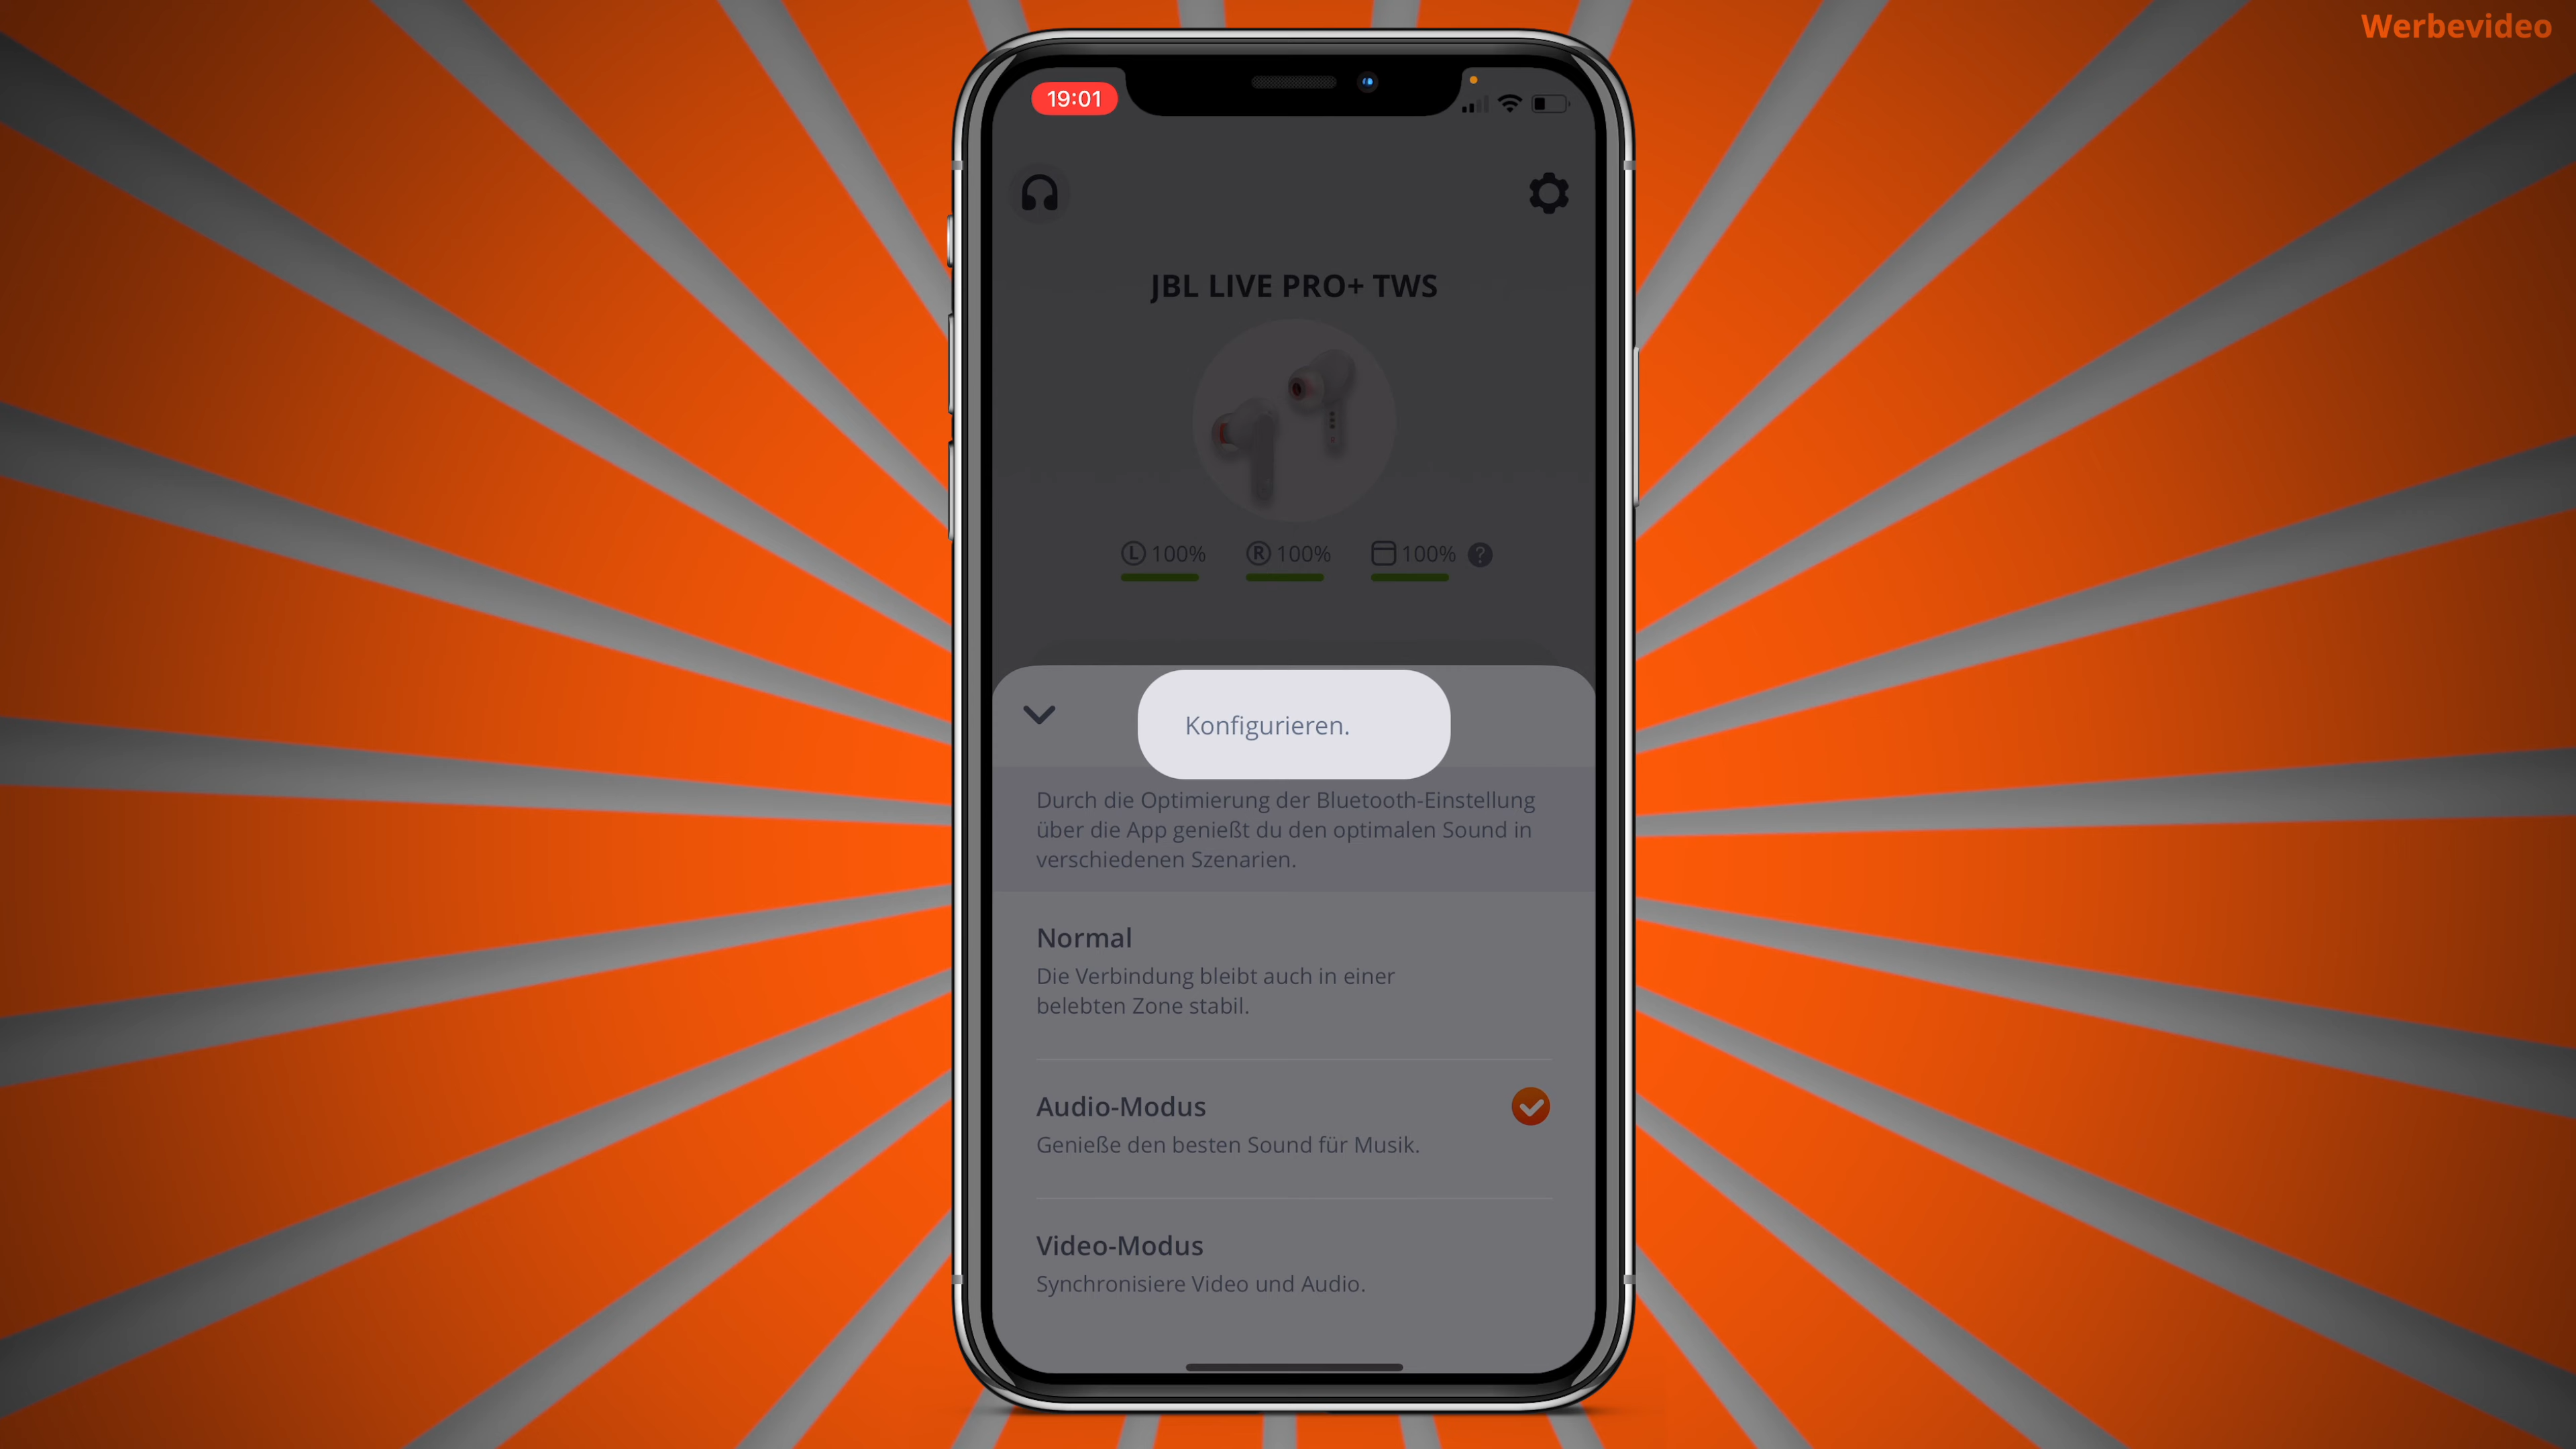 Werbevideo
19:01
JBL LIVE PRO+ TWS
L 100% R 100% 100% ?
Konfigurieren.
Durch die Optimierung der Bluetooth-Einstellung
über die App genießt du den optimalen Sound in
verschiedenen Szenarien.
Normal
Die Verbindung bleibt auch in einer
belebten Zone stabil.
Audio-Modus
Genieße den besten Sound für Musik.
Video-Modus
Synchronisiere Video und Audio.